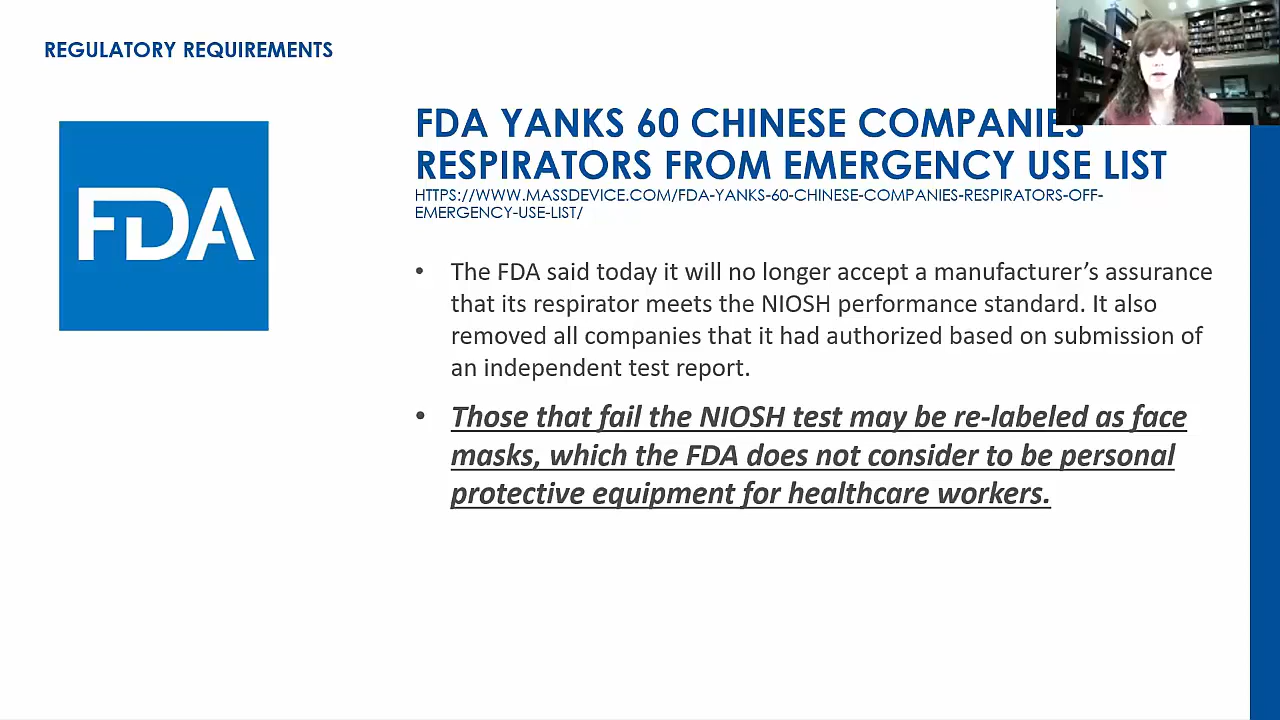 REGULATORY REQUIREMENTS
FDA
FDA YANKS 60 CHINESE COMPANIES
RESPIRATORS FROM EMERGENCY USE LIST
HTTPS://WWW.MASSDEVICE.COM/FDA-YANKS-60-CHINESE-COMPANIES-RESPIRATORS-OFF-
EMERGENCY-USE-LIST/
• The FDA said today it will no longer accept a manufacturer’s assurance
that its respirator meets the NIOSH performance standard. It also
removed all companies that it had authorized based on submission of
an independent test report.
• Those that fail the NIOSH test may be re-labeled as face
masks, which the FDA does not consider to be personal
protective equipment for healthcare workers.